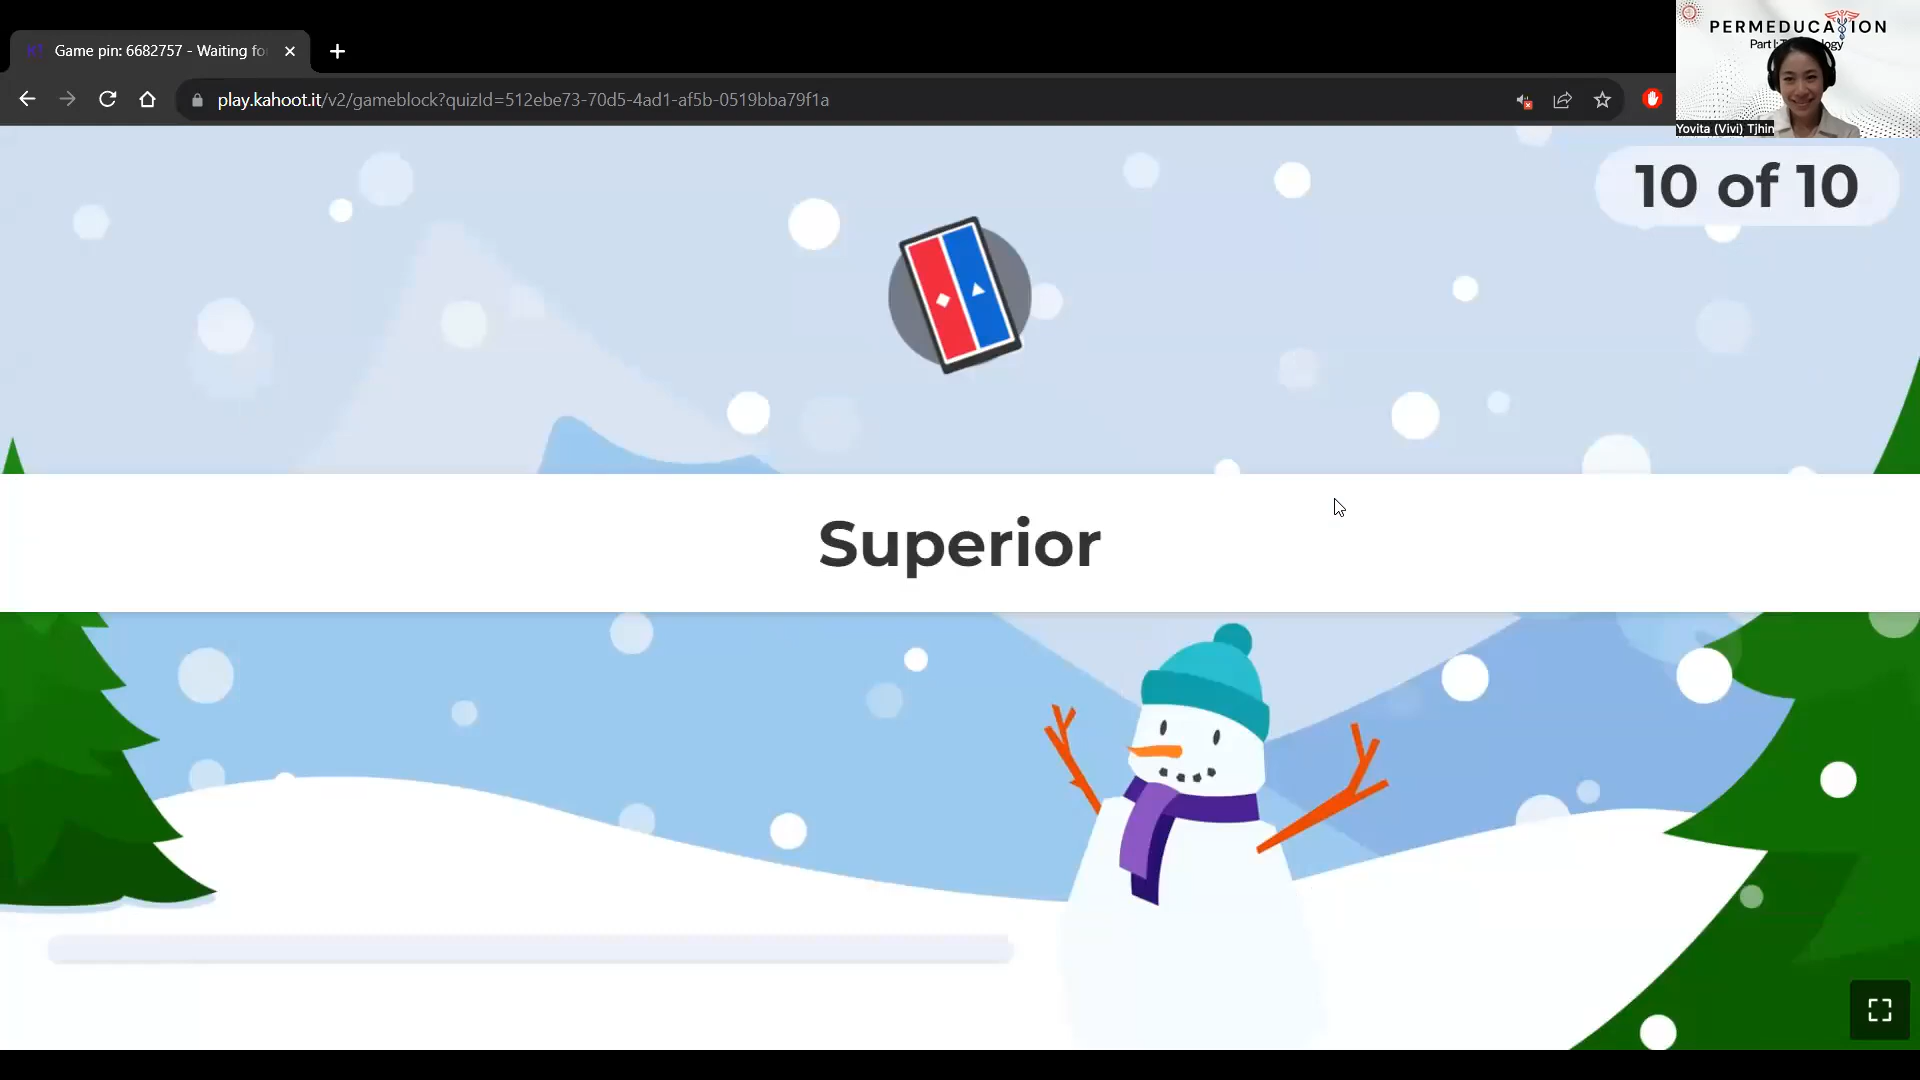 Game pin: 6682757 - Waiting fo
play.kahoot.it/v2/gameblock?quizId=512ebe73-70d5-4ad1-af5b-0519bba79f1a
PERMEDUCATION
Part I:
Yovita (Vivi) Tjhin
10 of 10
Superior